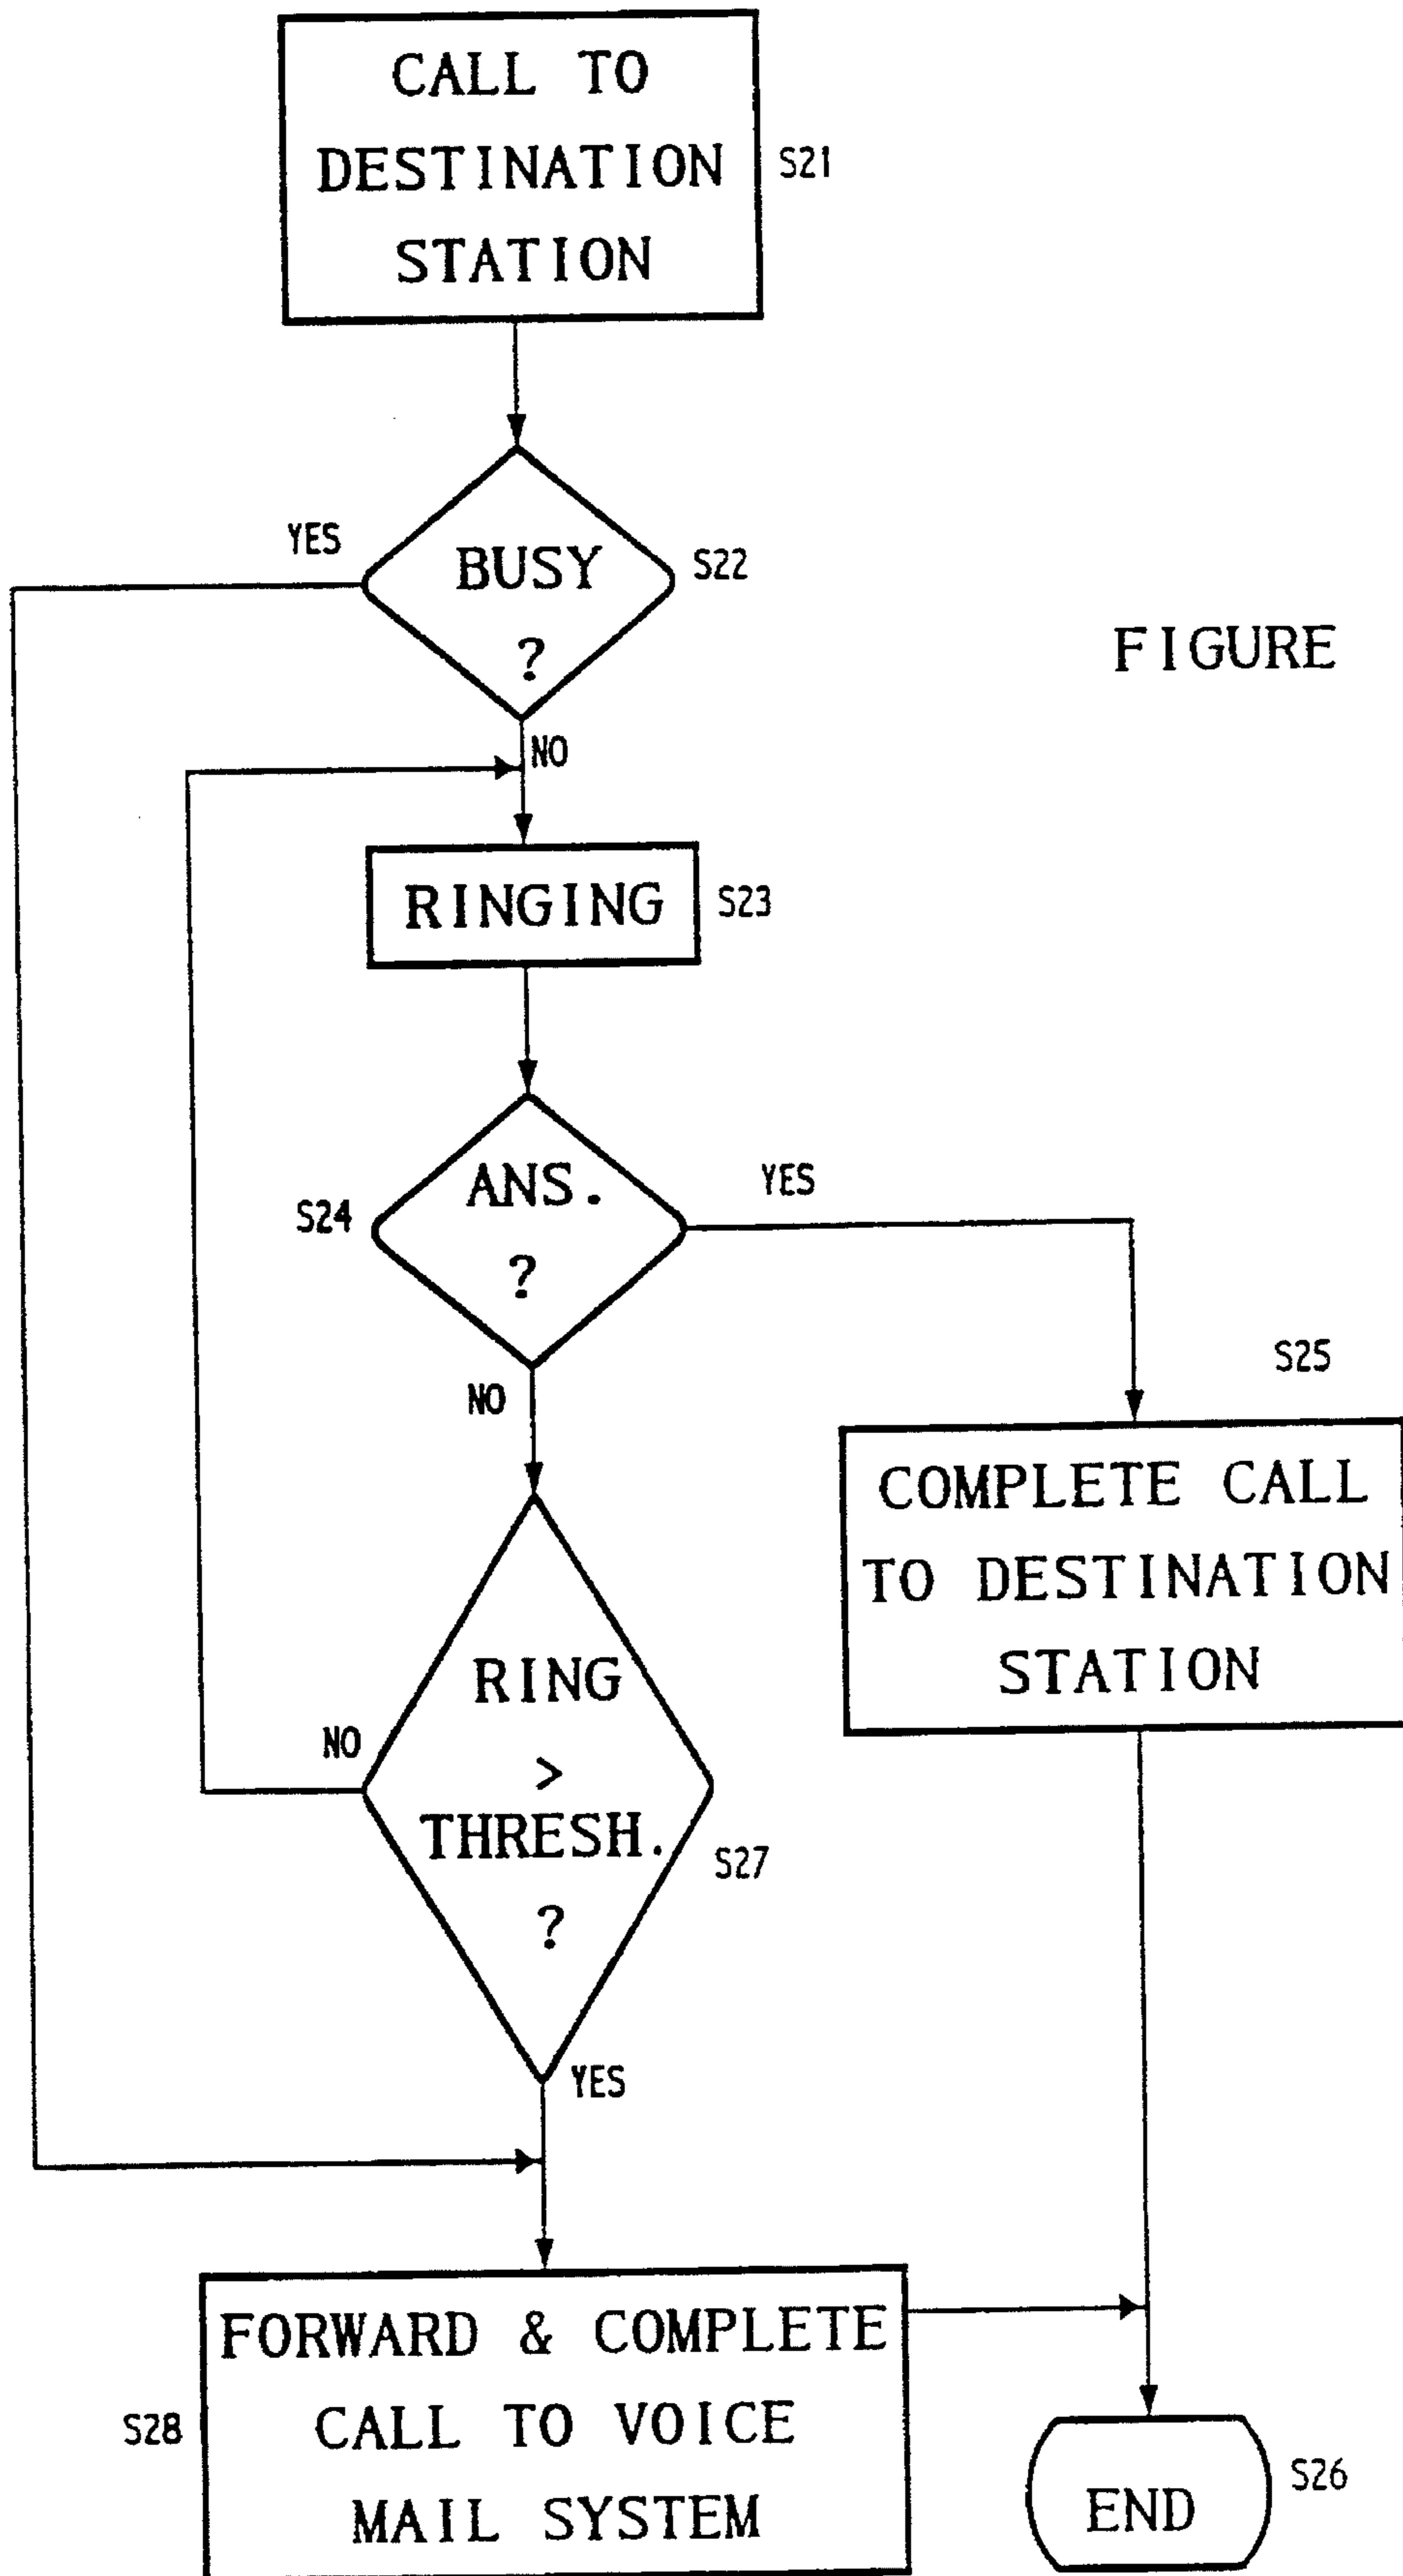 CALL TO
DESTINATION
STATION
S21
YES
BUSY
?
S22
FIGURE
NO
RINGING
S23
S24
ANS.
?
YES
NO
S25
COMPLETE CALL
TO DESTINATION
STATION
NO
RING
>
THRESH.
?
S27
YES
FORWARD & COMPLETE
CALL TO VOICE
MAIL SYSTEM
S28
END
S26